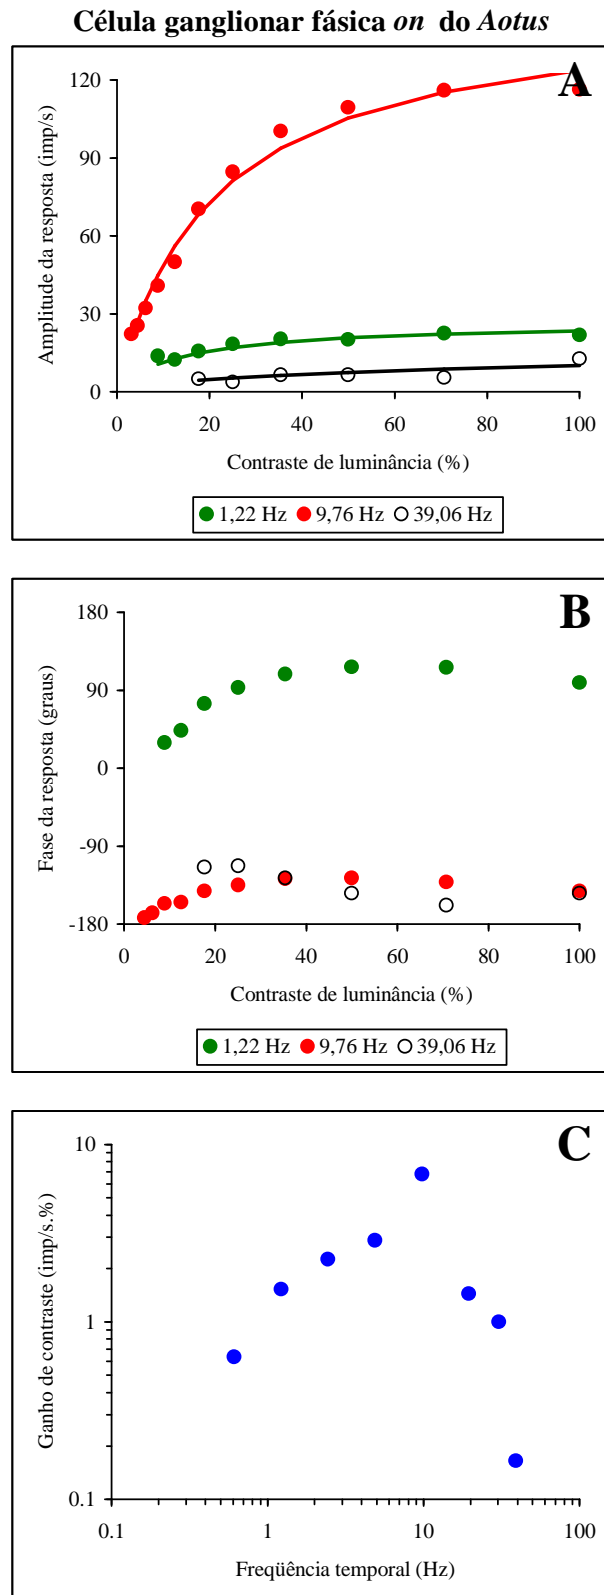 Célula ganglionar fásica on do Aotus
A
Amplitude da resposta (imp/s)
120
90
60
30
0
0 20 40 60 80 100
Contraste de luminância (%)
1,22 Hz 9,76 Hz 39,06 Hz
B
Fase da resposta (graus)
180
90
0
-90
-180
0 20 40 60 80 100
Contraste de luminância (%)
1,22 Hz 9,76 Hz 39,06 Hz
C
Ganho de contraste (imp/s.%)
10
1
0.1
0.1 1 10 100
Freqüência temporal (Hz)